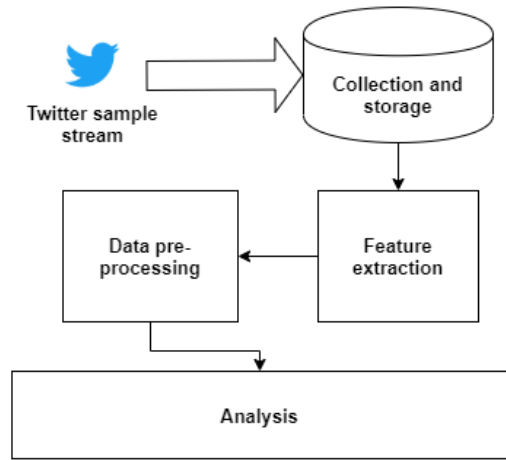 Twitter sample
stream
Collection and
storage
Feature
extraction
Data pre-
processing
Analysis